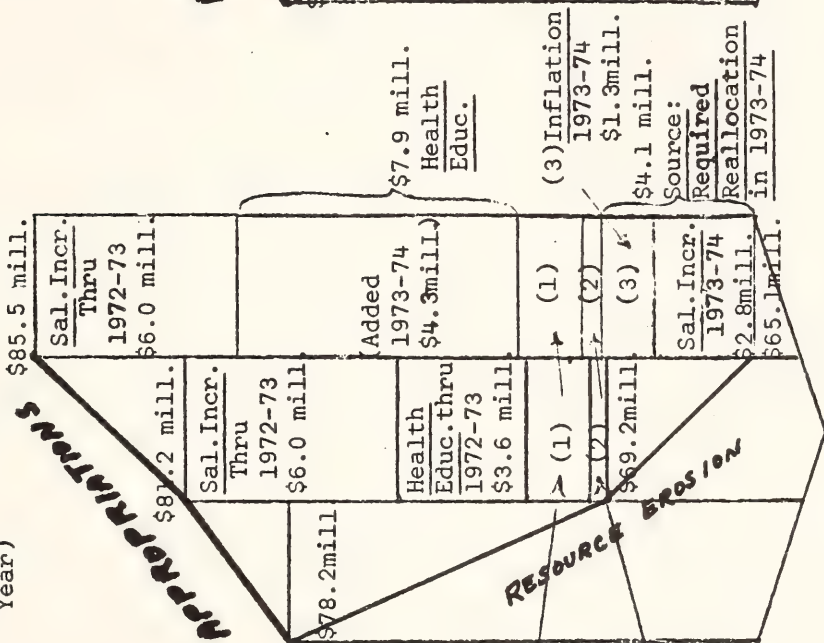 Year)
APPROPRIATIONS
$85.5 mill.
Sal.Incr.
Thru
1972-73
$6.0 mill.
(Added
1973-74
$4.3mill.)
(1)
(2)
(3)
Sal.Incr.
1973-74
$2.8mill.
$65.1mill.
$7.9 mill.
Health
Educ.
(3)Inflation
1973-74
$1.3mill.
$4.1 mill.
Source:
Required
Reallocation
in 1973-74
mill.
Sal.Incr.
Thru
1972-73
$6.0 mill
Health
Educ.thru
1972-73
$3.6 mill
(1)
(2)
$69.2mill
$78.2mill
RESOURCE EROSION